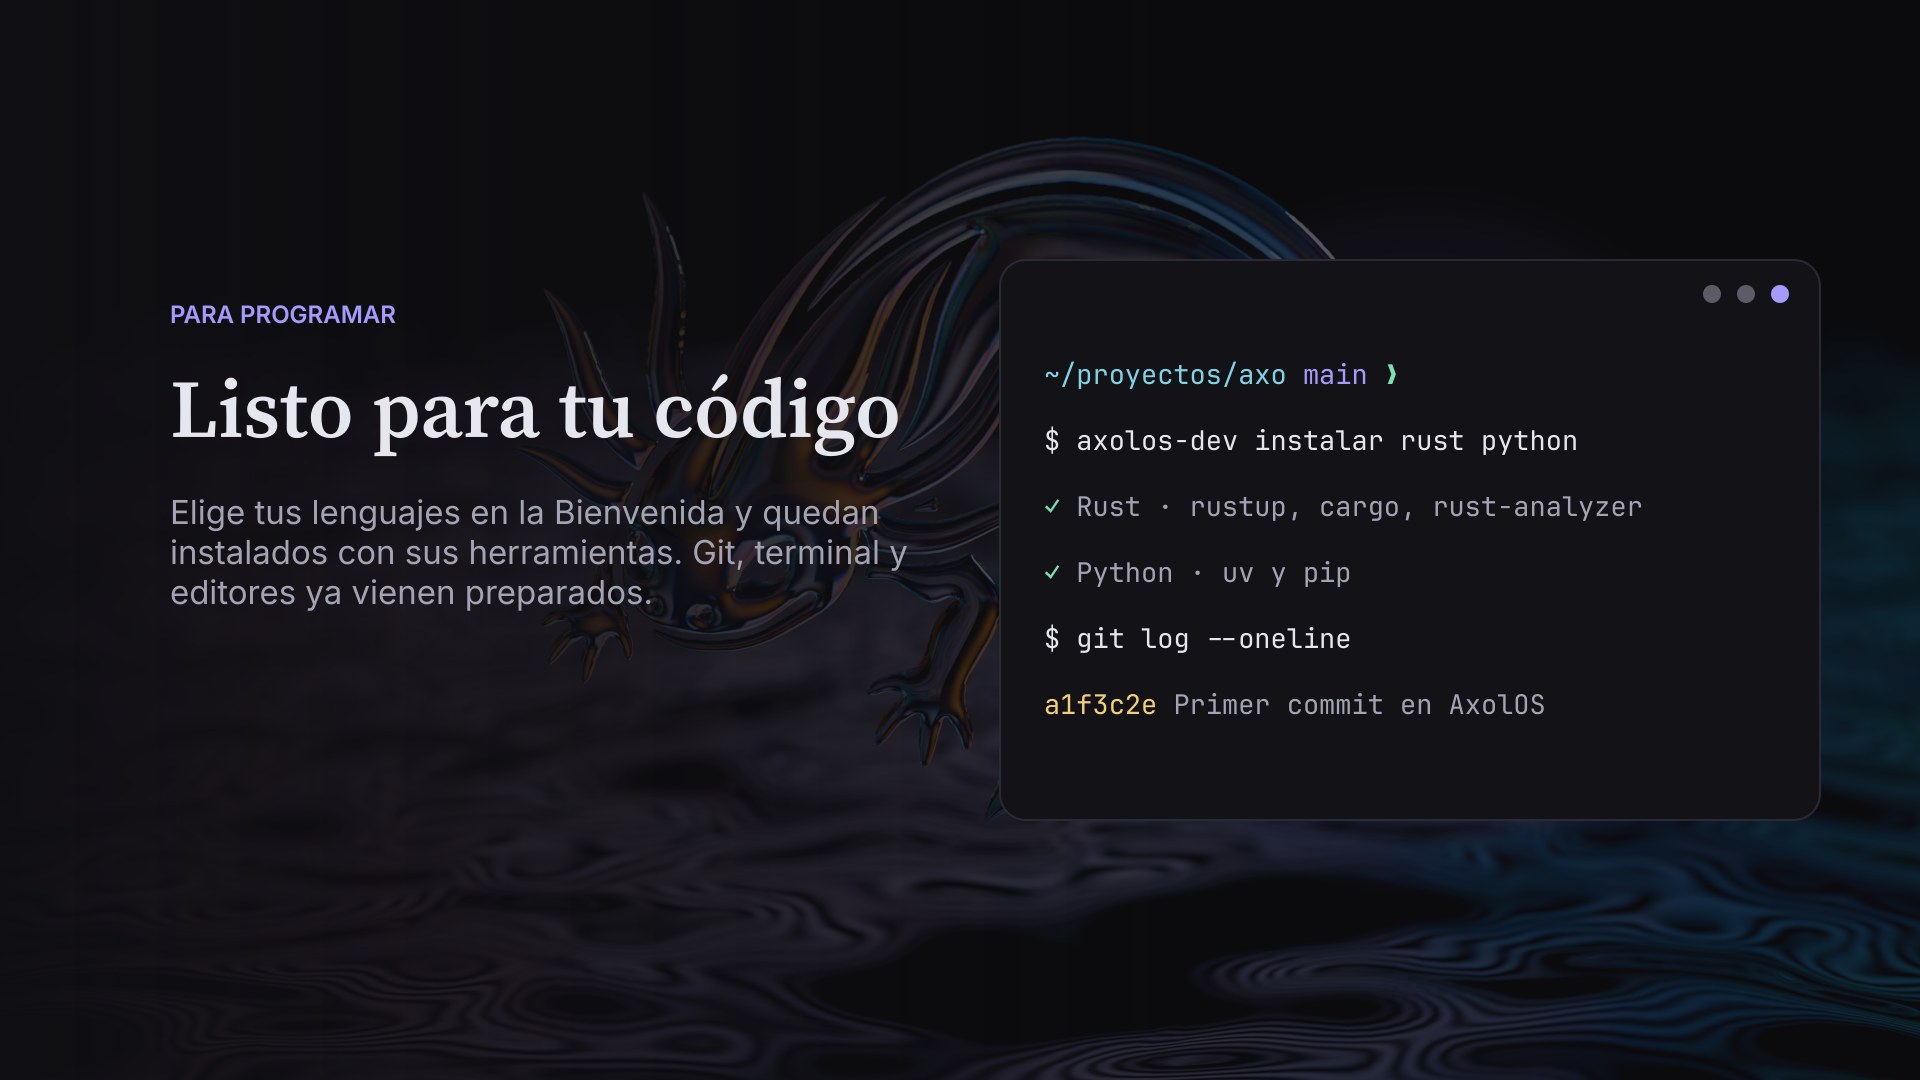 PARA PROGRAMAR
Listo para tu código
Elige tus lenguajes en la Bienvenida y quedan
instalados con sus herramientas. Git, terminal y
editores ya vienen preparados.
~/proyectos/axo main ❯
$ axolos-dev instalar rust python
✓ Rust · rustup, cargo, rust-analyzer
✓ Python · uv y pip
$ git log --oneline
a1f3c2e Primer commit en AxolOS